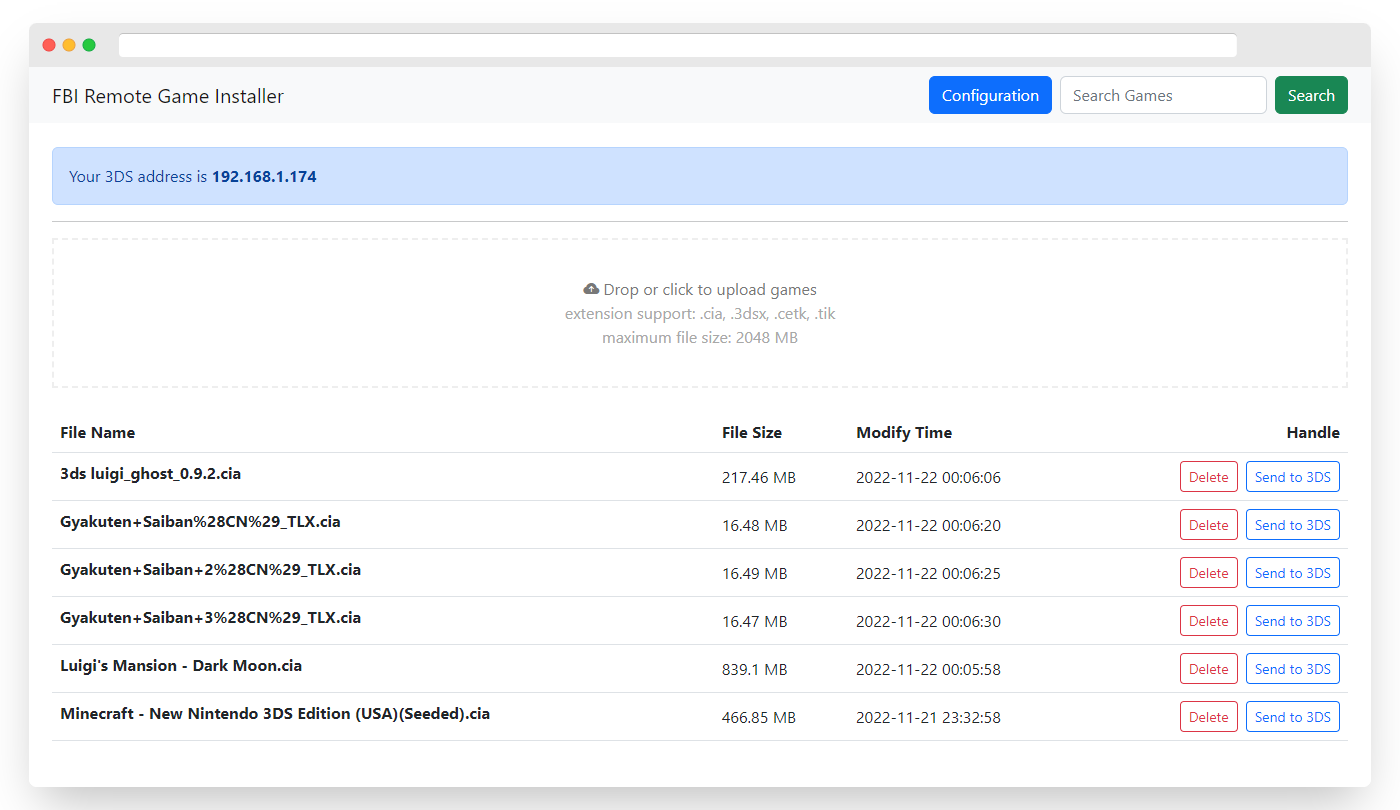 FBI Remote Game Installer
Configuration
Search Games
Search
Your 3DS address is 192.168.1.174
Drop or click to upload games
extension support: .cia, .3dsx, .cetk, .tik
maximum file size: 2048 MB
File Name File Size Modify Time Handle
3ds luigi_ghost_0.9.2.cia 217.46 MB 2022-11-22 00:06:06 Delete Send to 3DS
Gyakuten+Saiban%28CN%29_TLX.cia 16.48 MB 2022-11-22 00:06:20 Delete Send to 3DS
Gyakuten+Saiban+2%28CN%29_TLX.cia 16.49 MB 2022-11-22 00:06:25 Delete Send to 3DS
Gyakuten+Saiban+3%28CN%29_TLX.cia 16.47 MB 2022-11-22 00:06:30 Delete Send to 3DS
Luigi's Mansion - Dark Moon.cia 839.1 MB 2022-11-22 00:05:58 Delete Send to 3DS
Minecraft - New Nintendo 3DS Edition (USA)(Seeded).cia 466.85 MB 2022-11-21 23:32:58 Delete Send to 3DS